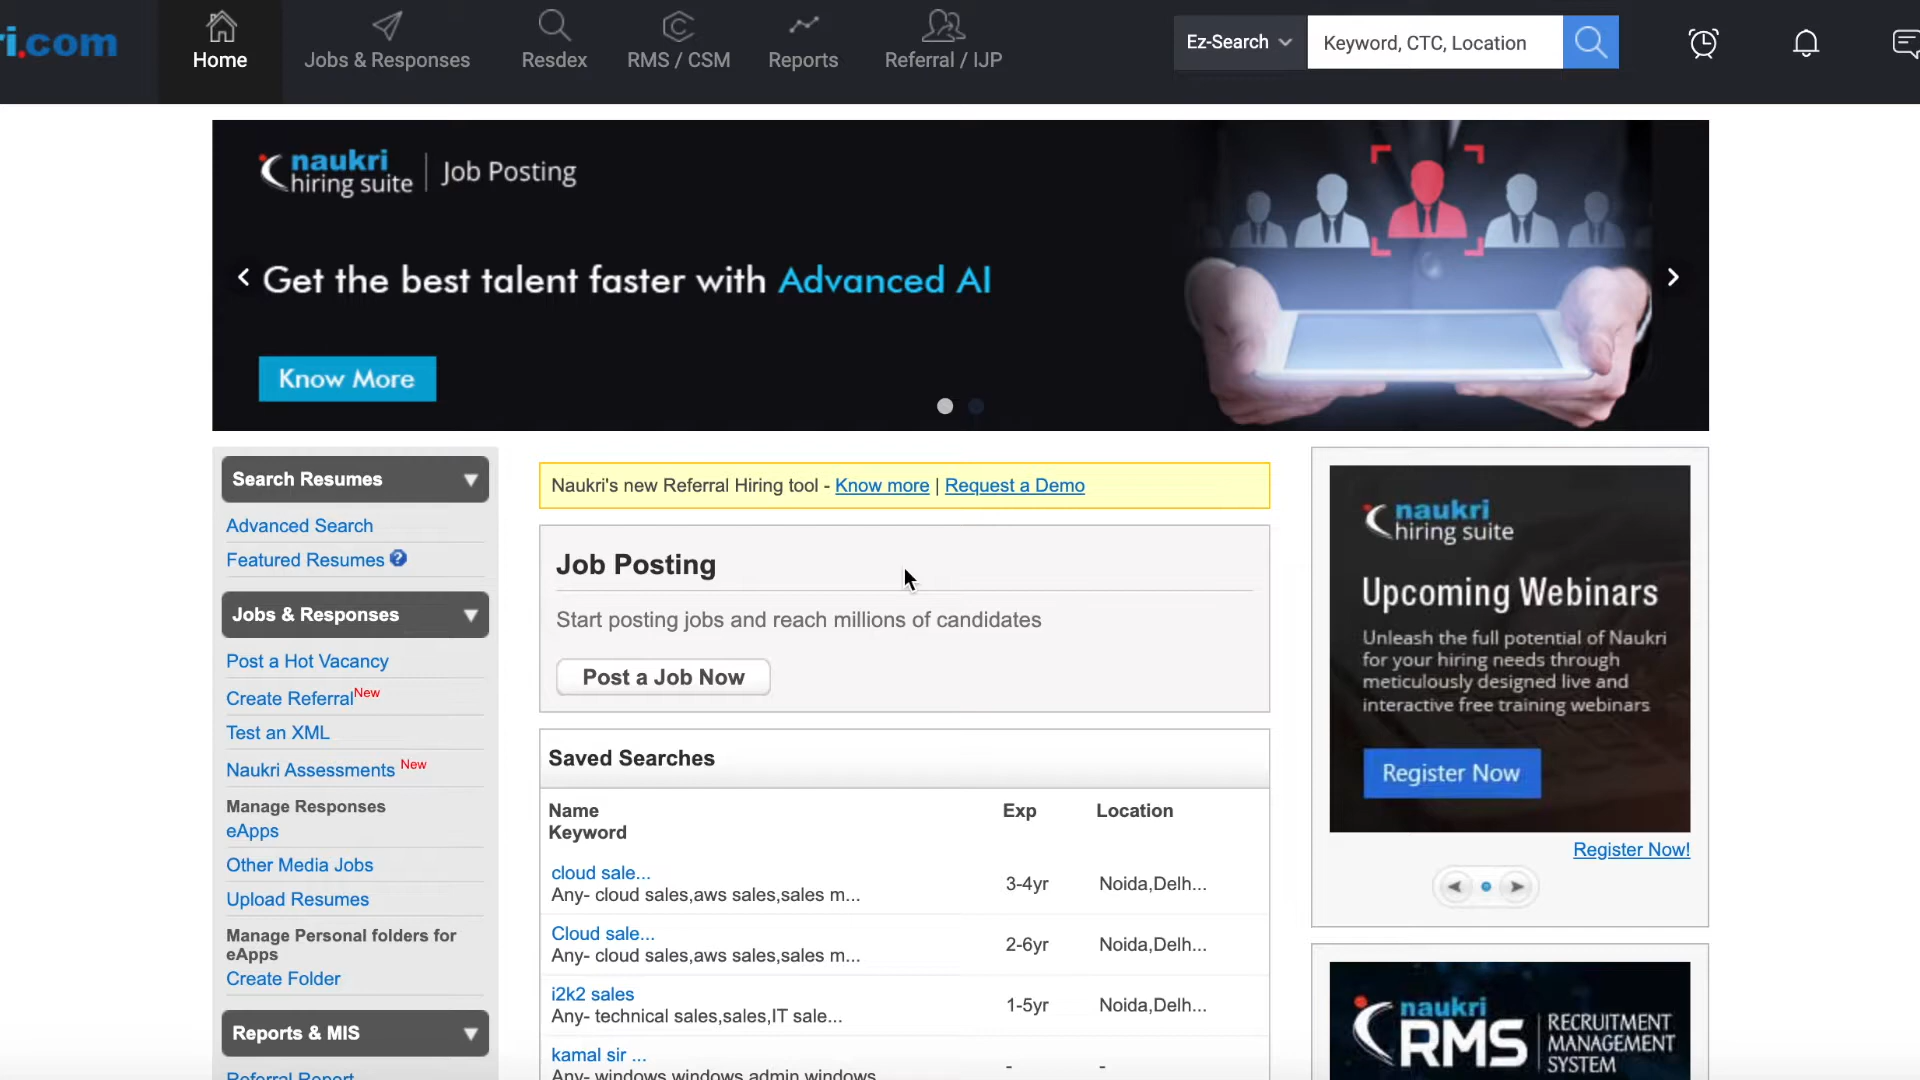 i.com
Home
Jobs & Responses
Resdex
RMS / CSM
Reports
Referral / IJP
Ez-Search
Keyword, CTC, Location
naukri
hiring suite
Job Posting
Get the best talent faster with Advanced AI
Know More
Search Resumes
Advanced Search
Featured Resumes ?
Jobs & Responses
Post a Hot Vacancy
Create Referral New
Test an XML
Naukri Assessments New
Manage Responses
eApps
Other Media Jobs
Upload Resumes
Manage Personal folders for
eApps
Create Folder
Reports & MIS
Referral Report
Naukri's new Referral Hiring tool - Know more | Request a Demo
Job Posting
Start posting jobs and reach millions of candidates
Post a Job Now
Saved Searches
Name Exp Location
Keyword
cloud sale...
Any- cloud sales,aws sales,sales m... 3-4yr Noida,Delh...
Cloud sale...
Any- cloud sales,aws sales,sales m... 2-6yr Noida,Delh...
i2k2 sales
Any- technical sales,sales,IT sale... 1-5yr Noida,Delh...
kamal sir ...
Any- windows,windows admin,windows - -
naukri
hiring suite
Upcoming Webinars
Unleash the full potential of Naukri
for your hiring needs through
meticulously designed live and
interactive free training webinars
Register Now
Register Now!
naukri
RMS
RECRUITMENT
MANAGEMENT
SYSTEM